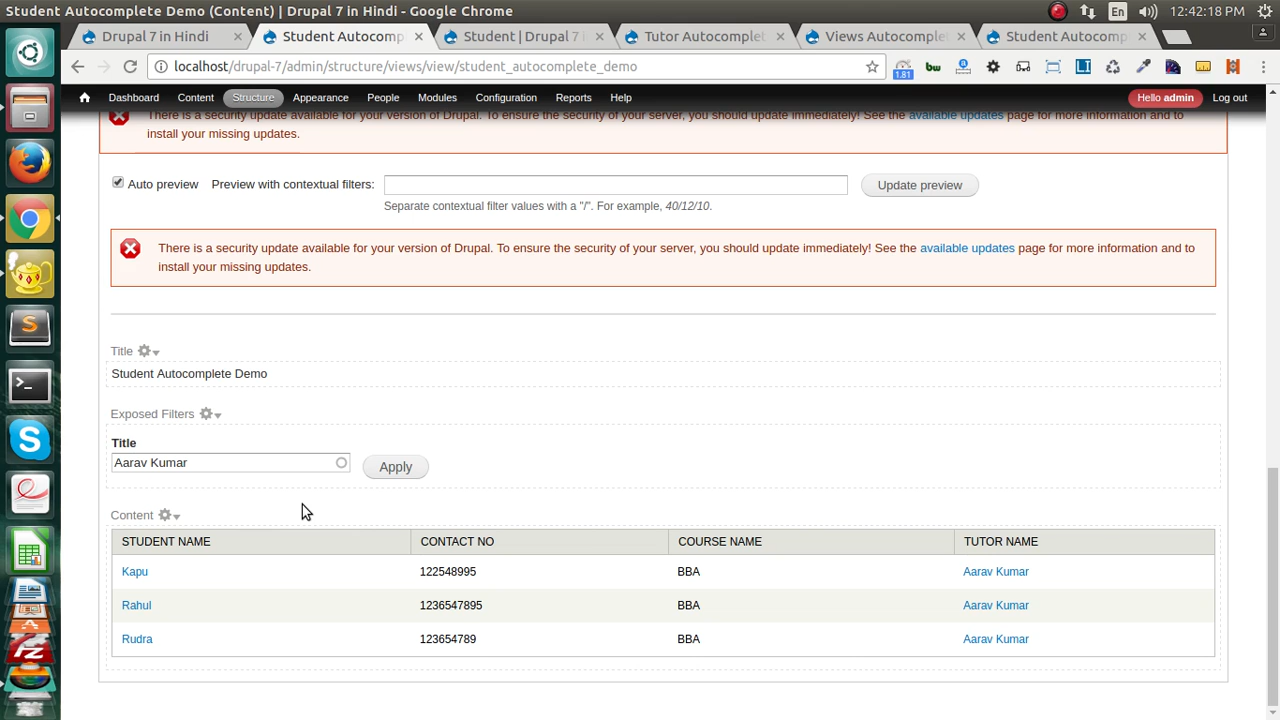 Student Autocomplete Demo (Content) | Drupal 7 in Hindi - Google Chrome
En
12:42:18 PM
Drupal 7 in Hindi
Student Autocomp
Student | Drupal 7 i
Tutor Autocomplet
Views Autocomplet
Student Autocomp
localhost/drupal-7/admin/structure/views/view/student_autocomplete_demo
1.81
Dashboard Content Structure Appearance People Modules Configuration Reports Help
Hello admin Log out
There is a security update available for your version of Drupal. To ensure the security of your server, you should update immediately! See the available updates page for more information and to
install your missing updates.
Auto preview Preview with contextual filters:
Update preview
Separate contextual filter values with a "/". For example, 40/12/10.
There is a security update available for your version of Drupal. To ensure the security of your server, you should update immediately! See the available updates page for more information and to
install your missing updates.
Title
Student Autocomplete Demo
Exposed Filters
Title
Aarav Kumar
Apply
Content
STUDENT NAME CONTACT NO COURSE NAME TUTOR NAME
Kapu 122548995 BBA Aarav Kumar
Rahul 1236547895 BBA Aarav Kumar
Rudra 123654789 BBA Aarav Kumar